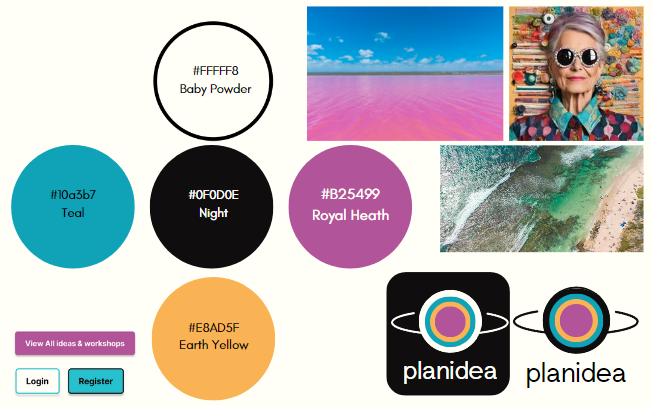 #FFFFF8
Baby Powder
#10a3b7
Teal
#0F0D0E
Night
#B25499
Royal Heath
#E8AD5F
Earth Yellow
View All ideas & workshops
Login
Register
planidea
planidea